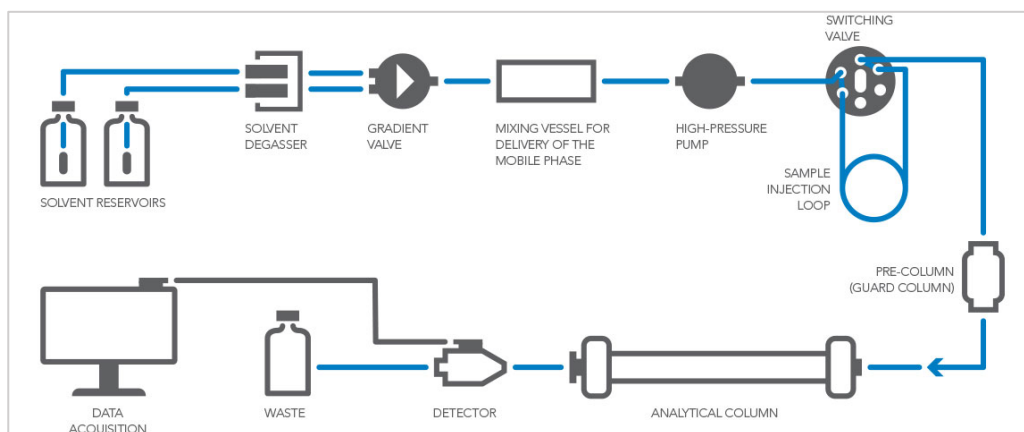 SWITCHING
VALVE
SOLVENT
DEGASSER
GRADIENT
VALVE
MIXING VESSEL FOR
DELIVERY OF THE
MOBILE PHASE
HIGH-PRESSURE
PUMP
SAMPLE
INJECTION
LOOP
SOLVENT RESERVOIRS
PRE-COLUMN
(GUARD COLUMN)
DATA
ACQUISITION
WASTE
DETECTOR
ANALYTICAL COLUMN